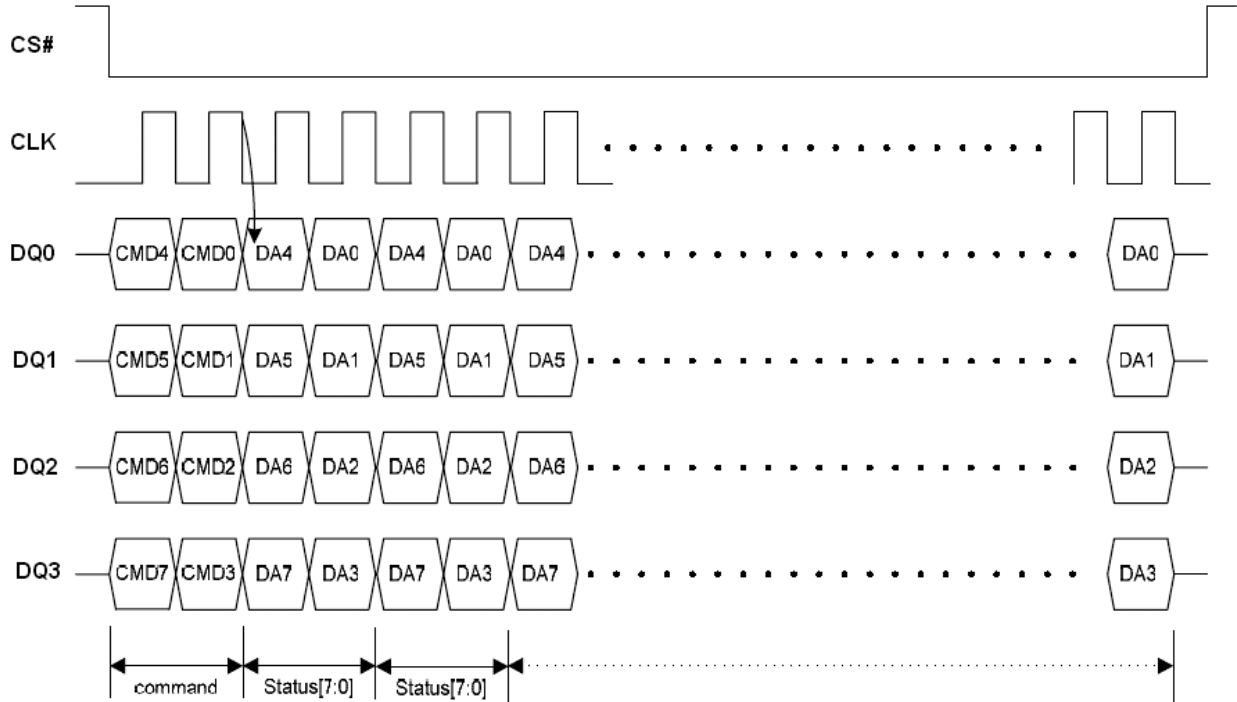 CS#
CLK
DQ0 CMD4 CMD0 DA4 DA0 DA4 DA0 DA4 DA0
DQ1 CMD5 CMD1 DA5 DA1 DA5 DA1 DA5 DA1
DQ2 CMD6 CMD2 DA6 DA2 DA6 DA2 DA6 DA2
DQ3 CMD7 CMD3 DA7 DA3 DA7 DA3 DA7 DA3
command Status[7:0] Status[7:0]